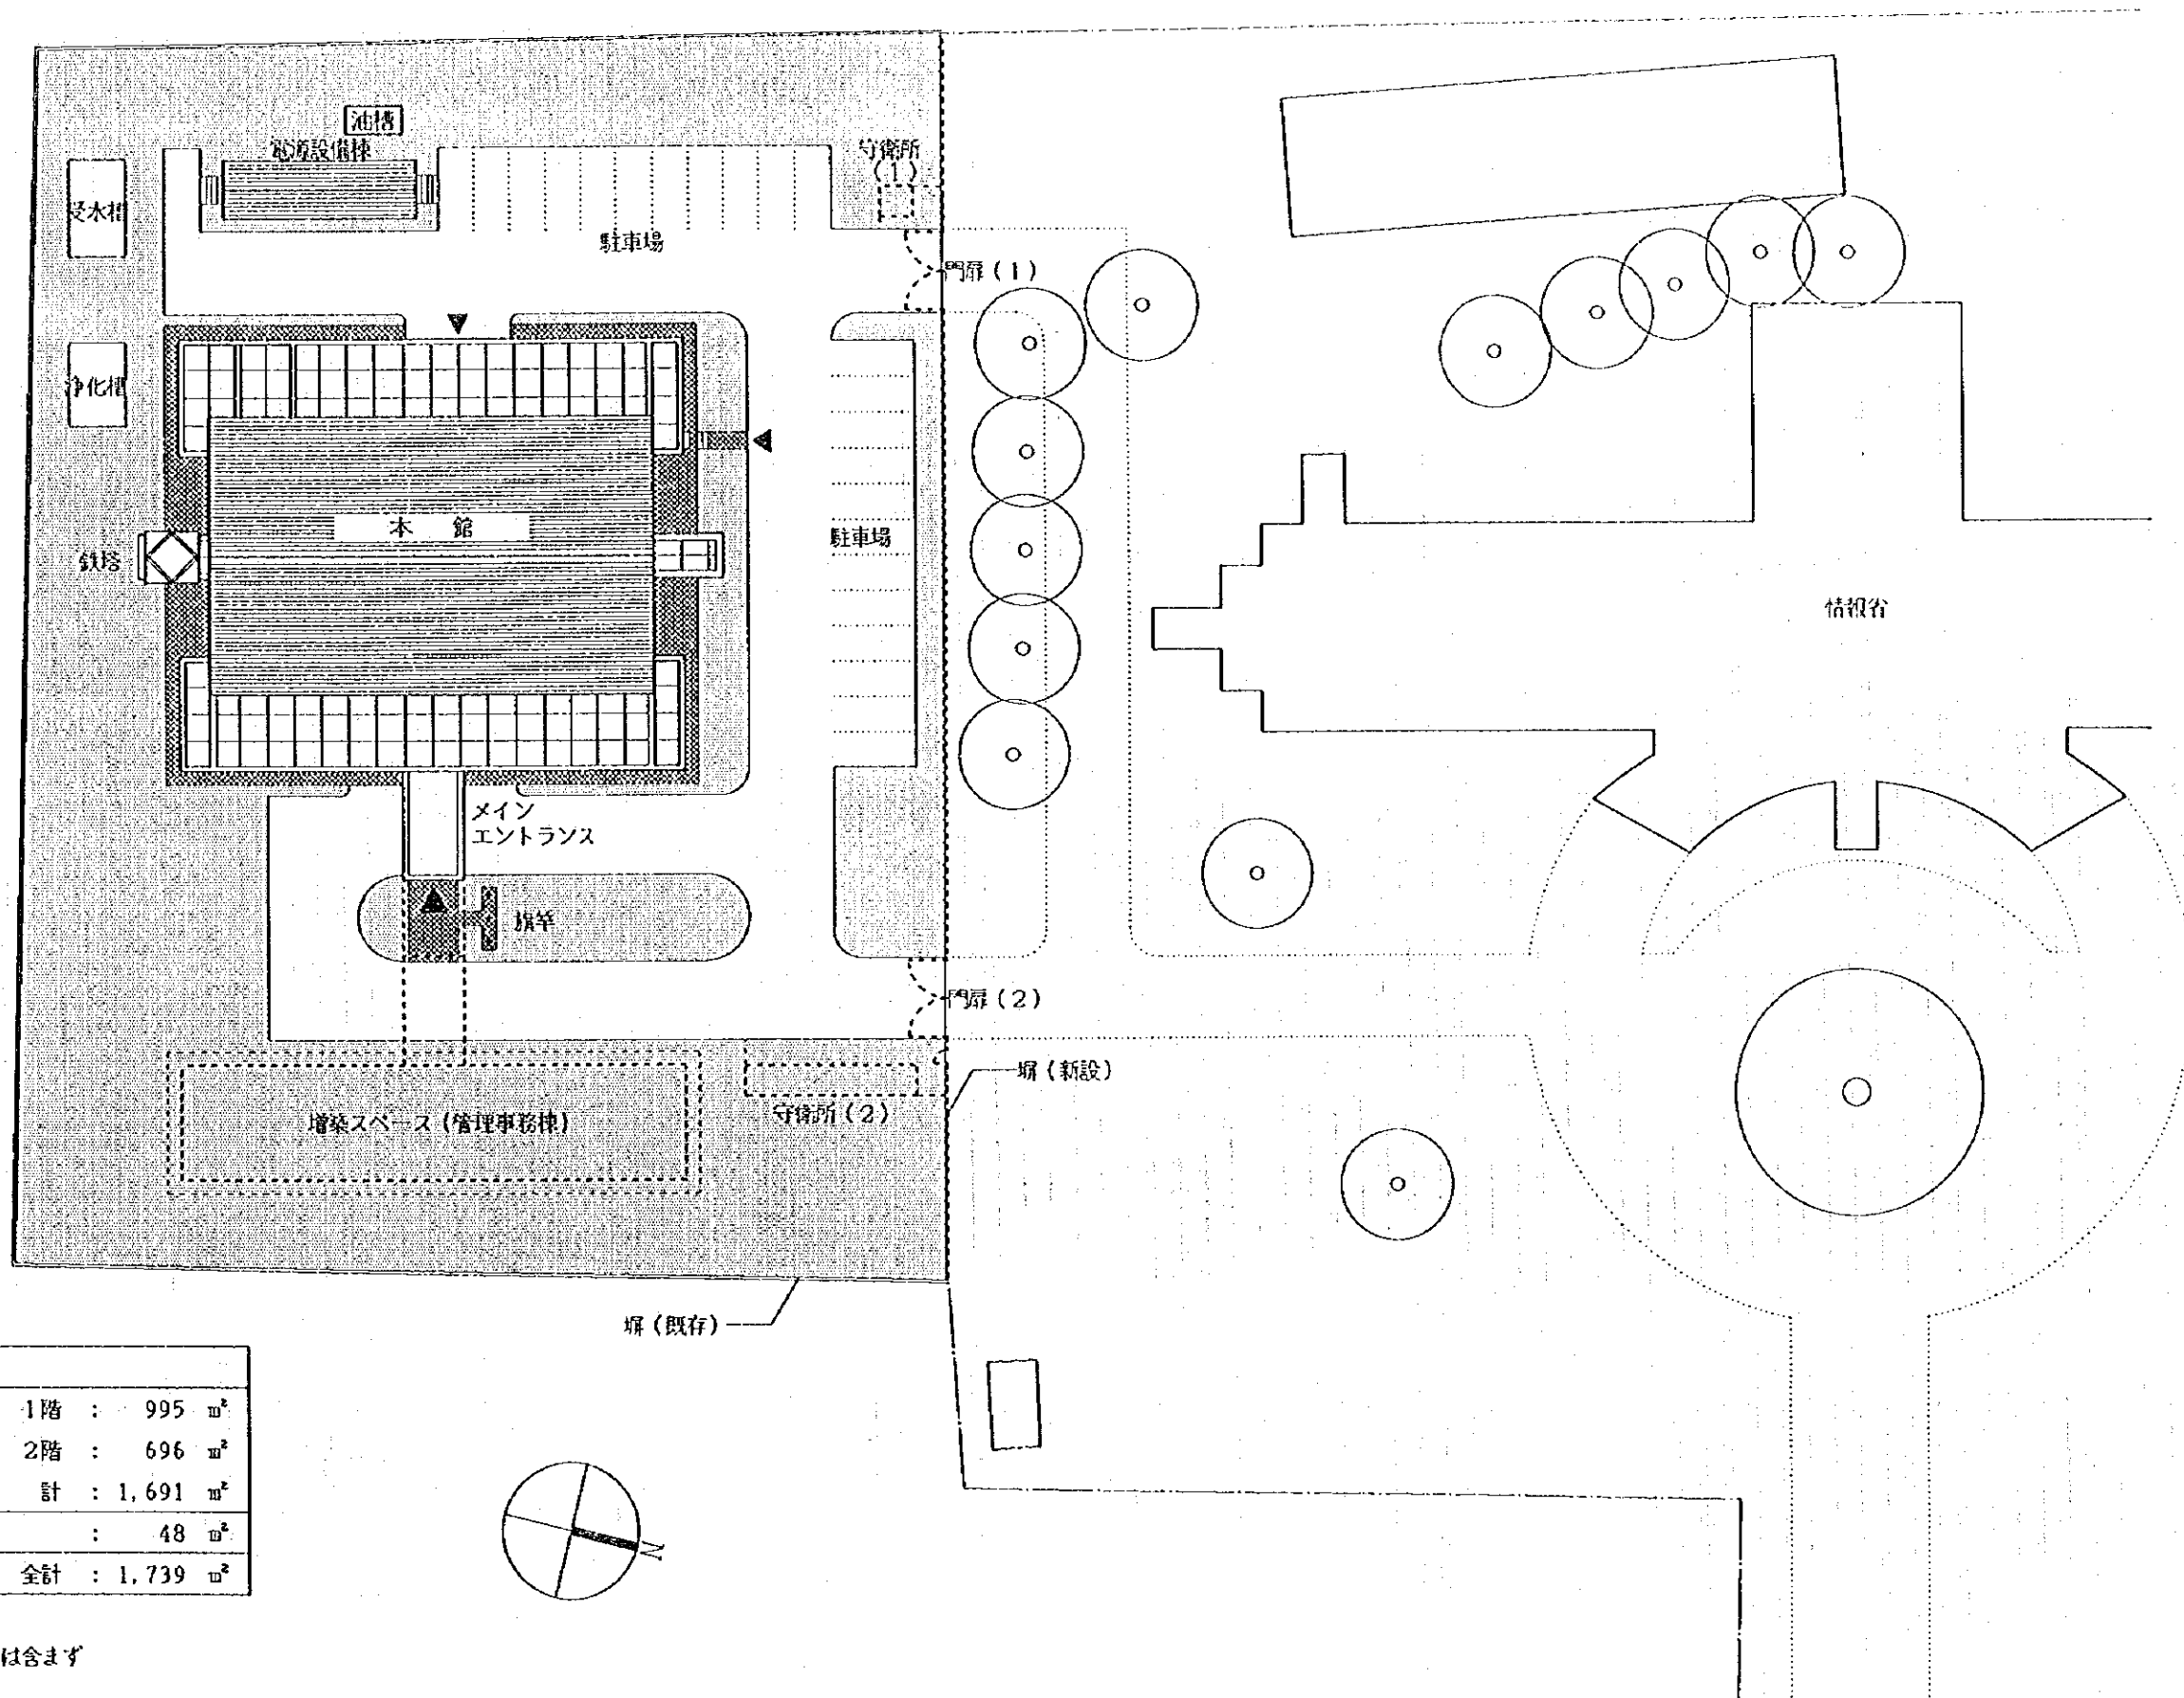 油槽
電源設備棟
守衛所
(1)
受水槽
駐車場
門扉(1)
浄化槽
本 館
鉄塔
駐車場
情報省
メイン
エントランス
旗竿
門扉(2)
塀(新設)
増築スペース(管理事務棟)
守衛所(2)
塀(既存)
1階 : 995 m²
2階 : 696 m²
計 : 1,691 m²
: 48 m²
全計 : 1,739 m²
N
は含まず